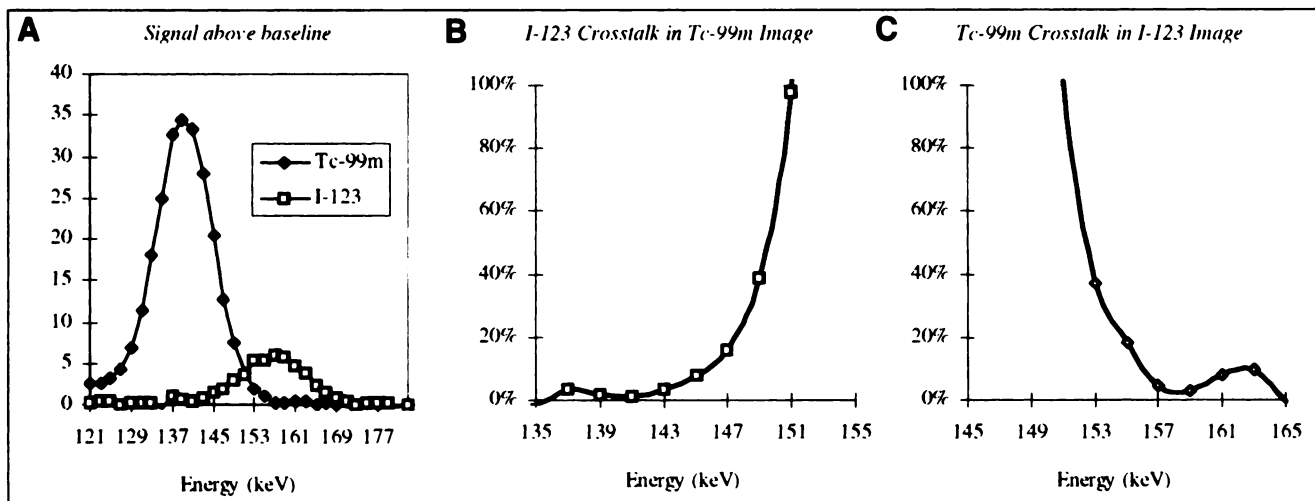 A
Signal above baseline
40
35
30
25
20
15
10
5
0
Tc-99m
I-123
121 129 137 145 153 161 169 177
Energy (keV)
B
I-123 Crosstalk in Tc-99m Image
100%
80%
60%
40%
20%
0%
135 139 143 147 151 155
Energy (keV)
C
Tc-99m Crosstalk in I-123 Image
100%
80%
60%
40%
20%
0%
145 149 153 157 161 165
Energy (keV)